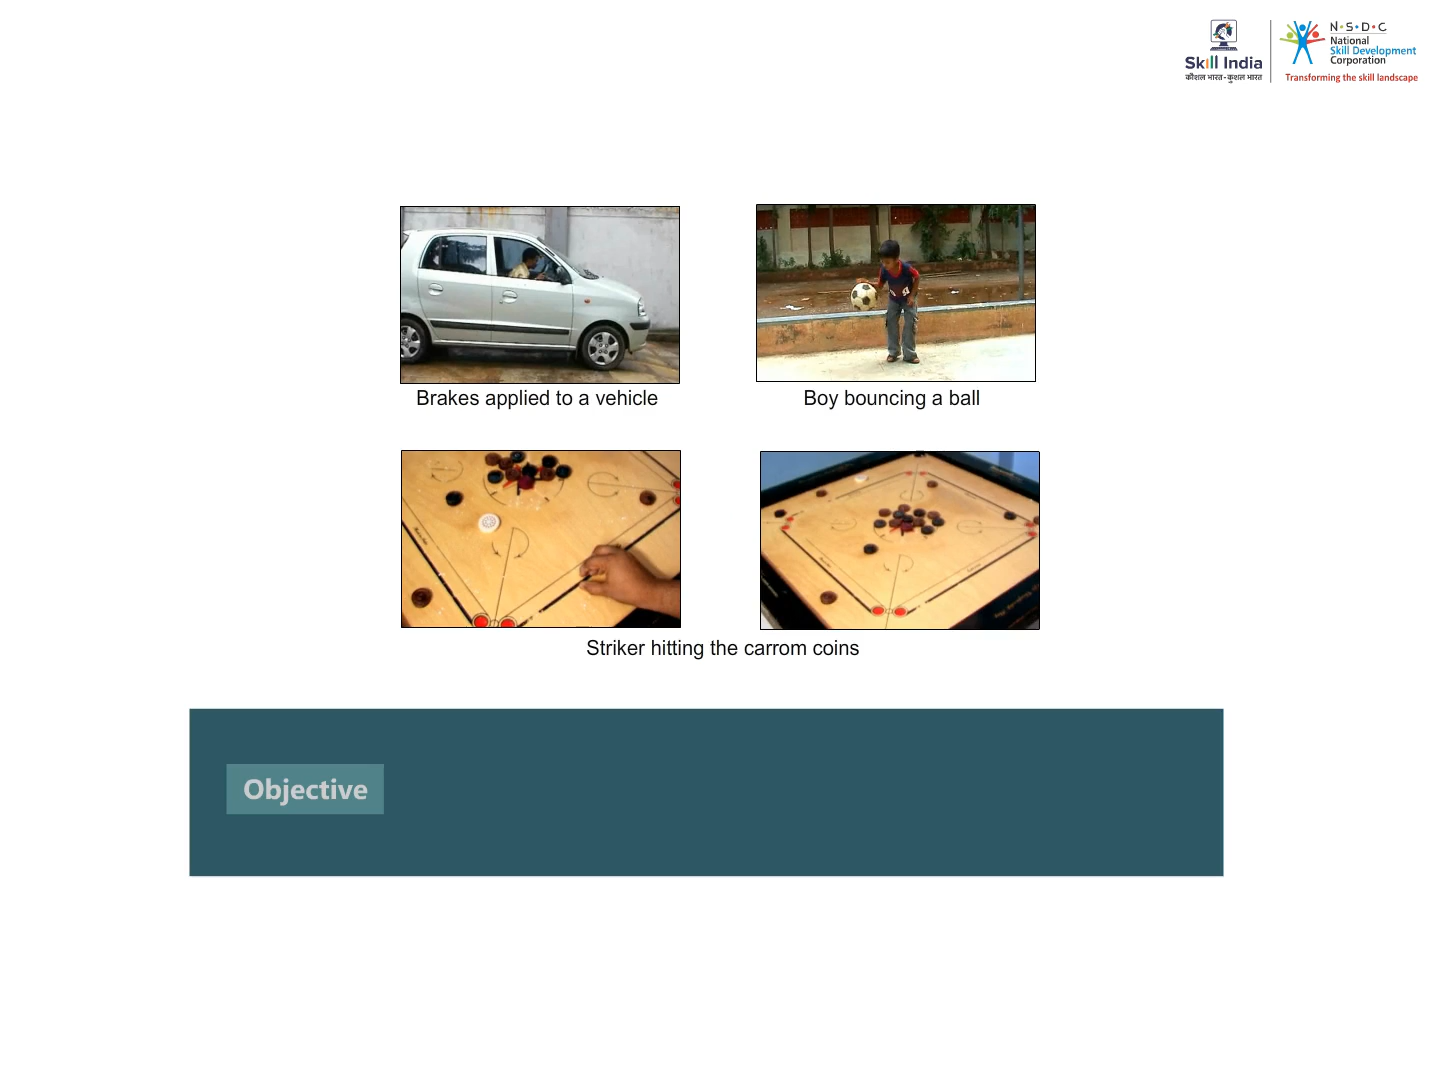 N·S·D·C
National
Skill Development
Corporation
Skill India
कौशल भारत - कुशल भारत
Transforming the skill landscape
Brakes applied to a vehicle
Boy bouncing a ball
Striker hitting the carrom coins
Objective